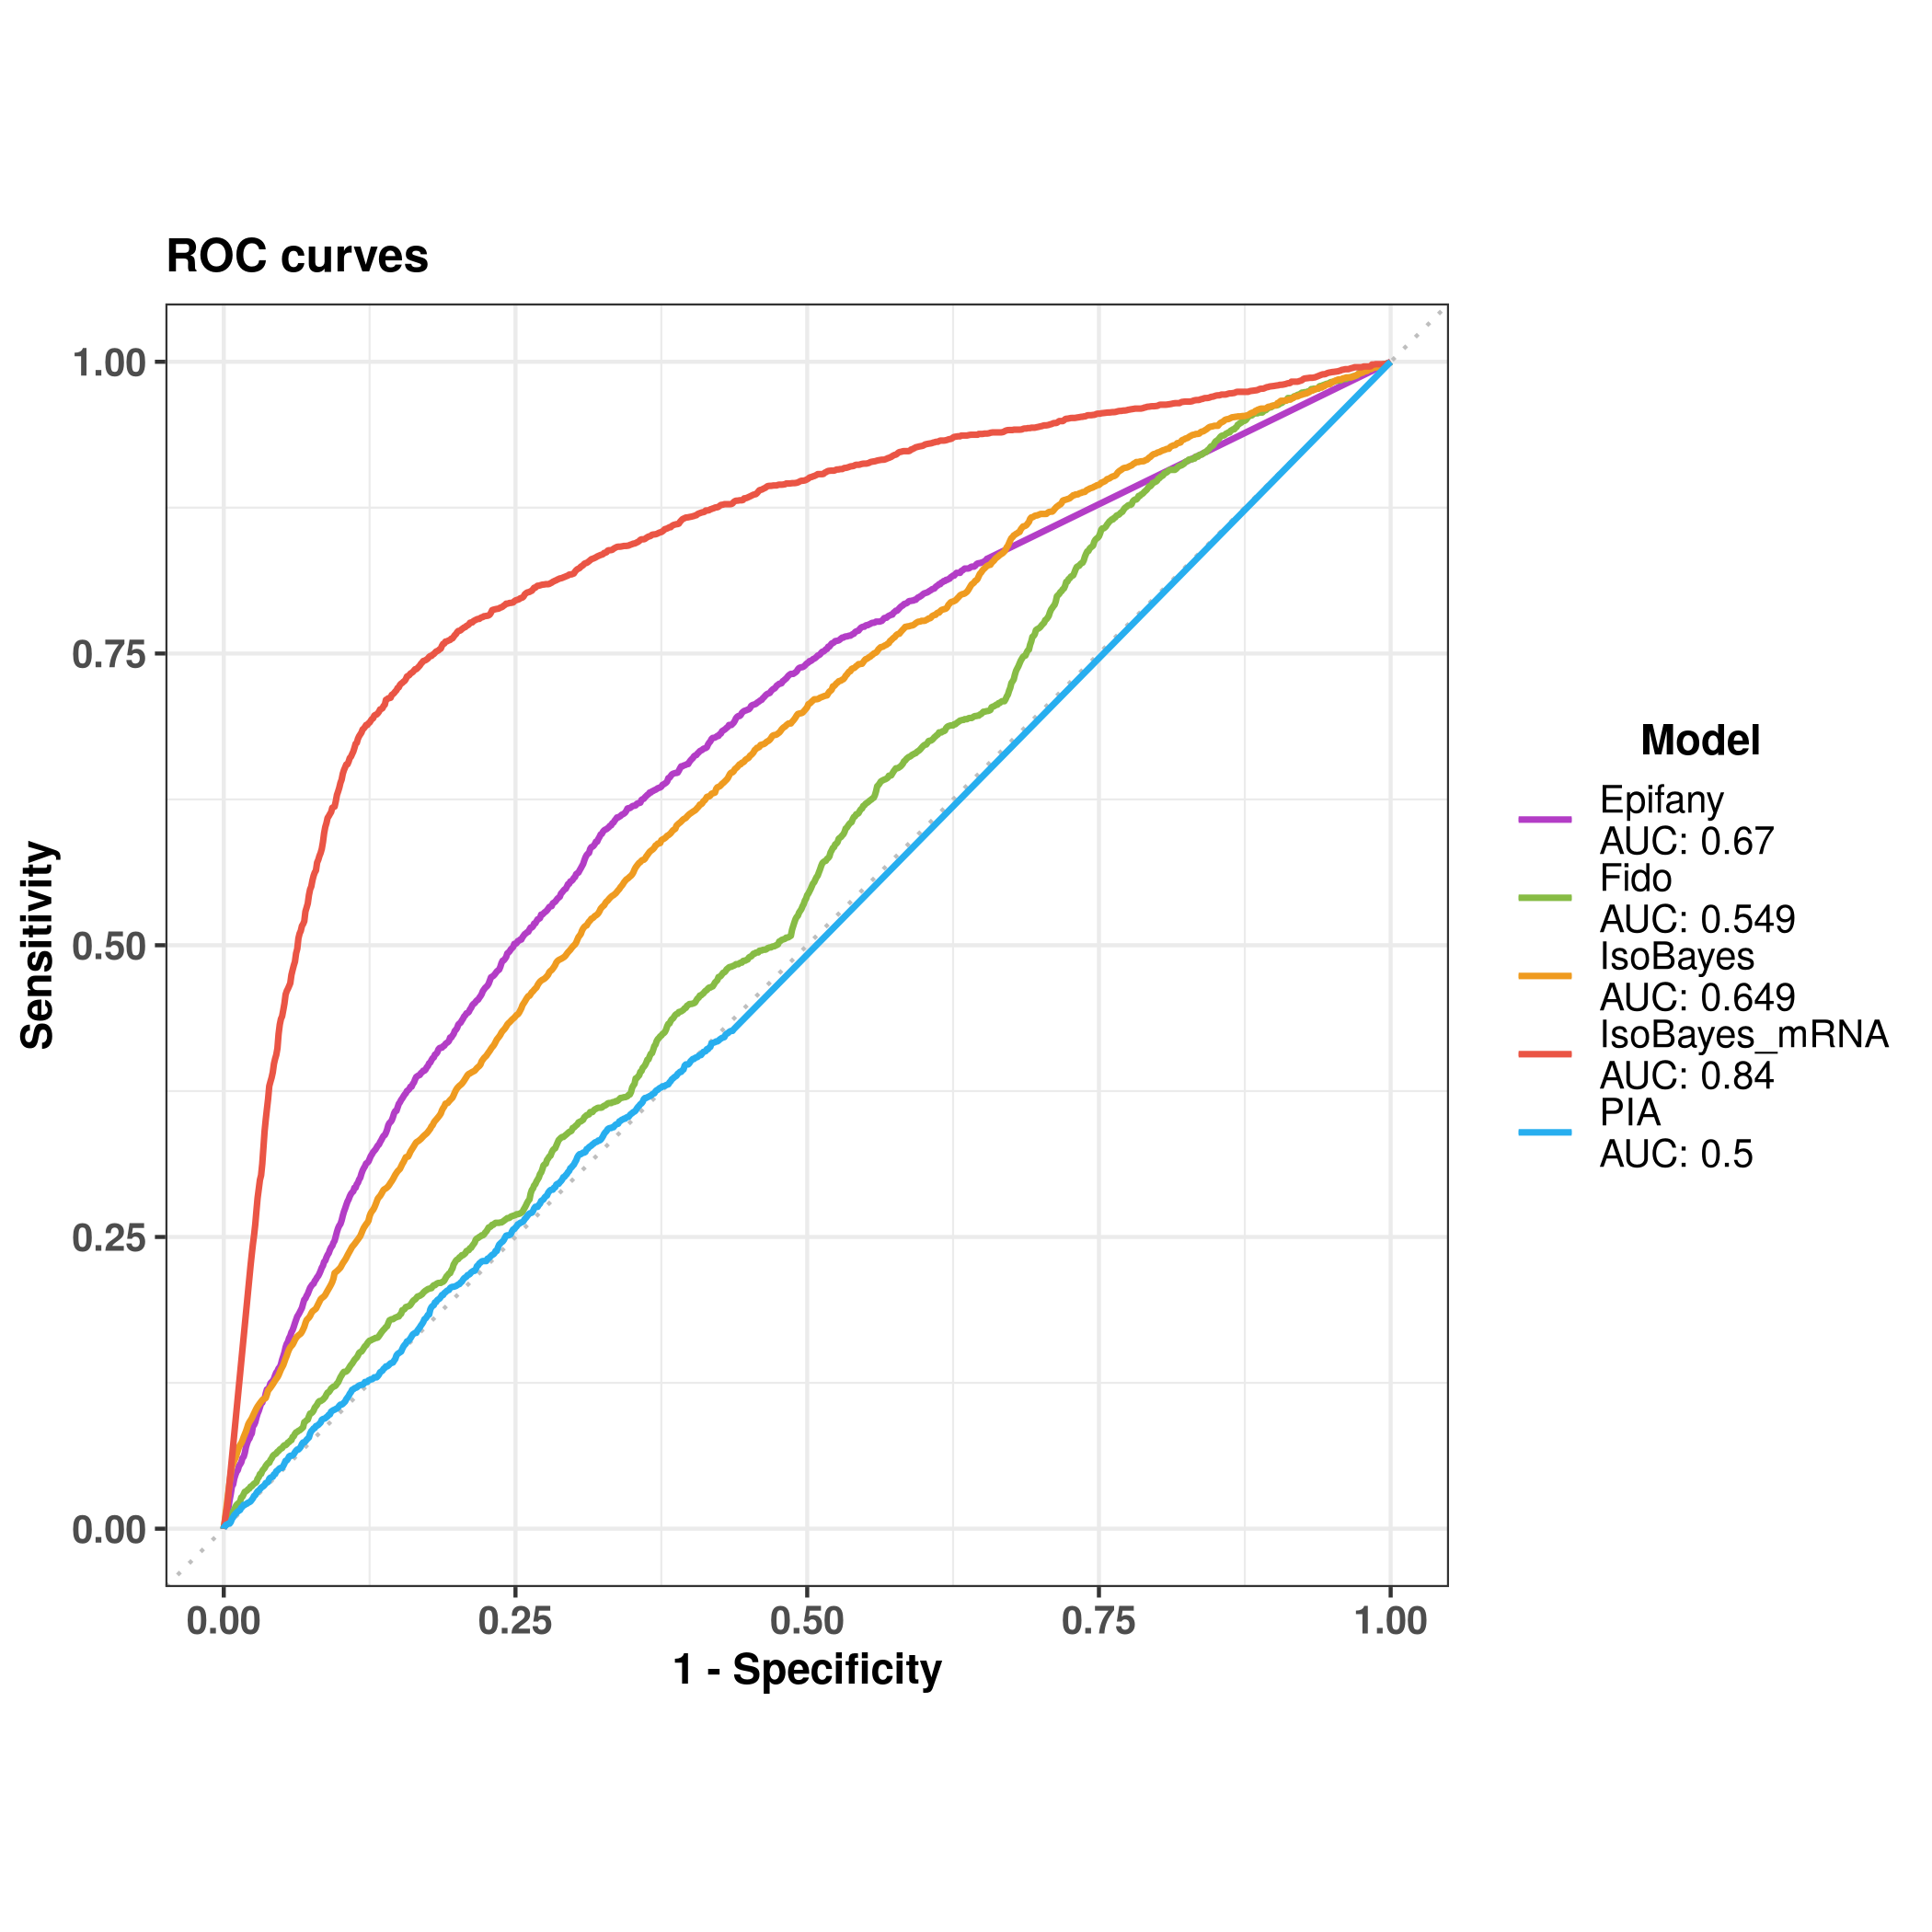 ROC curves
1.00
0.75
0.50
0.25
0.00
Sensitivity
0.00 0.25 0.50 0.75 1.00
1 - Specificity
Model
Epifany
AUC: 0.67
Fido
AUC: 0.549
IsoBayes
AUC: 0.649
IsoBayes_mRNA
AUC: 0.84
PIA
AUC: 0.5